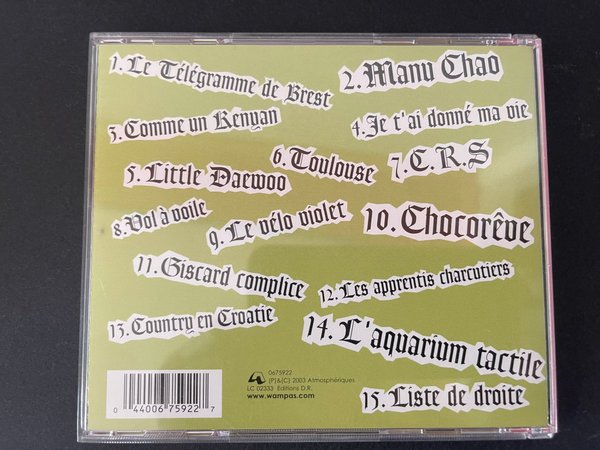 1. Le Télégramme de Brest
2. Manu Chao
3. Comme un Kenyan
4. Je t'ai donné ma vie
5. Little Daewoo
6. Toulouse
7. C.R.S
8. Vol à voile
9. Le vélo violet
10. Chocorêve
11. Giscard complice
12. Les apprentis charcutiers
13. Country en Croatie
14. L'aquarium tactile
15. Liste de droite
0675922
(P)&(C) 2003 Atmosphériques
LC 02333 Editions D.R.
www.wampas.com
0 44006 75922 7